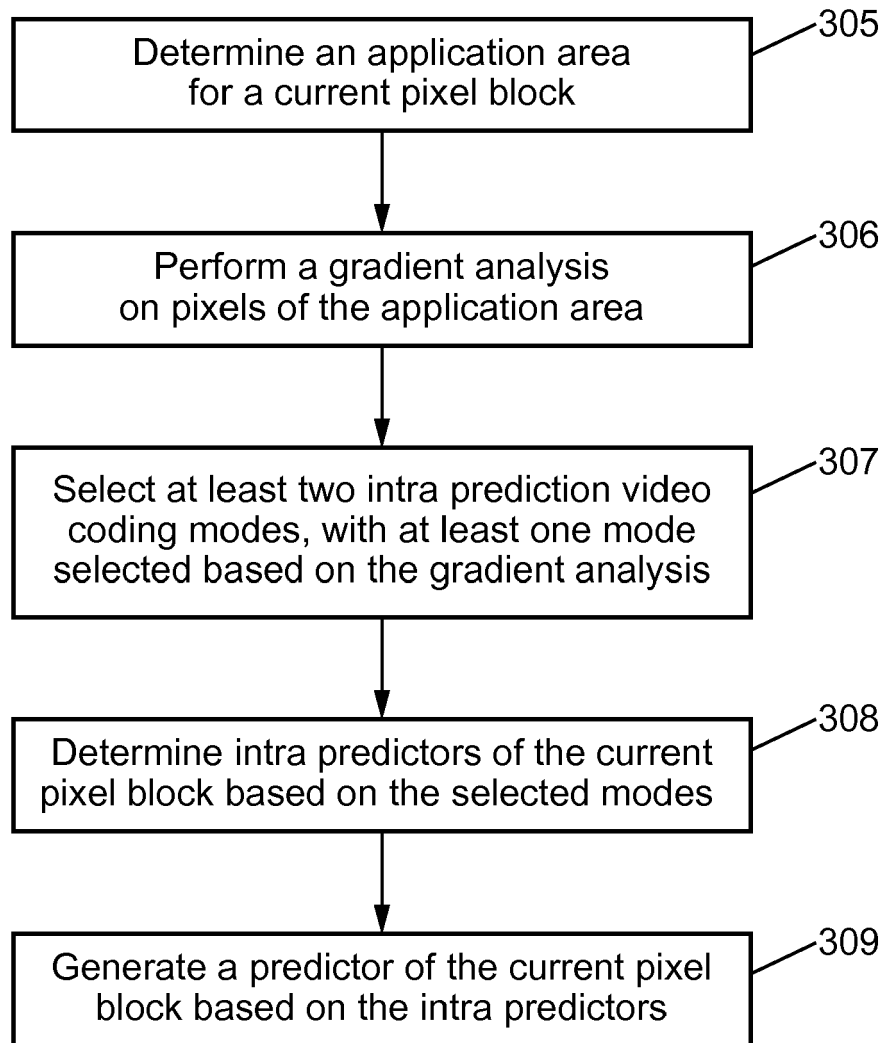 305
Determine an application area
for a current pixel block
306
Perform a gradient analysis
on pixels of the application area
307
Select at least two intra prediction video
coding modes, with at least one mode
selected based on the gradient analysis
308
Determine intra predictors of the current
pixel block based on the selected modes
309
Generate a predictor of the current pixel
block based on the intra predictors